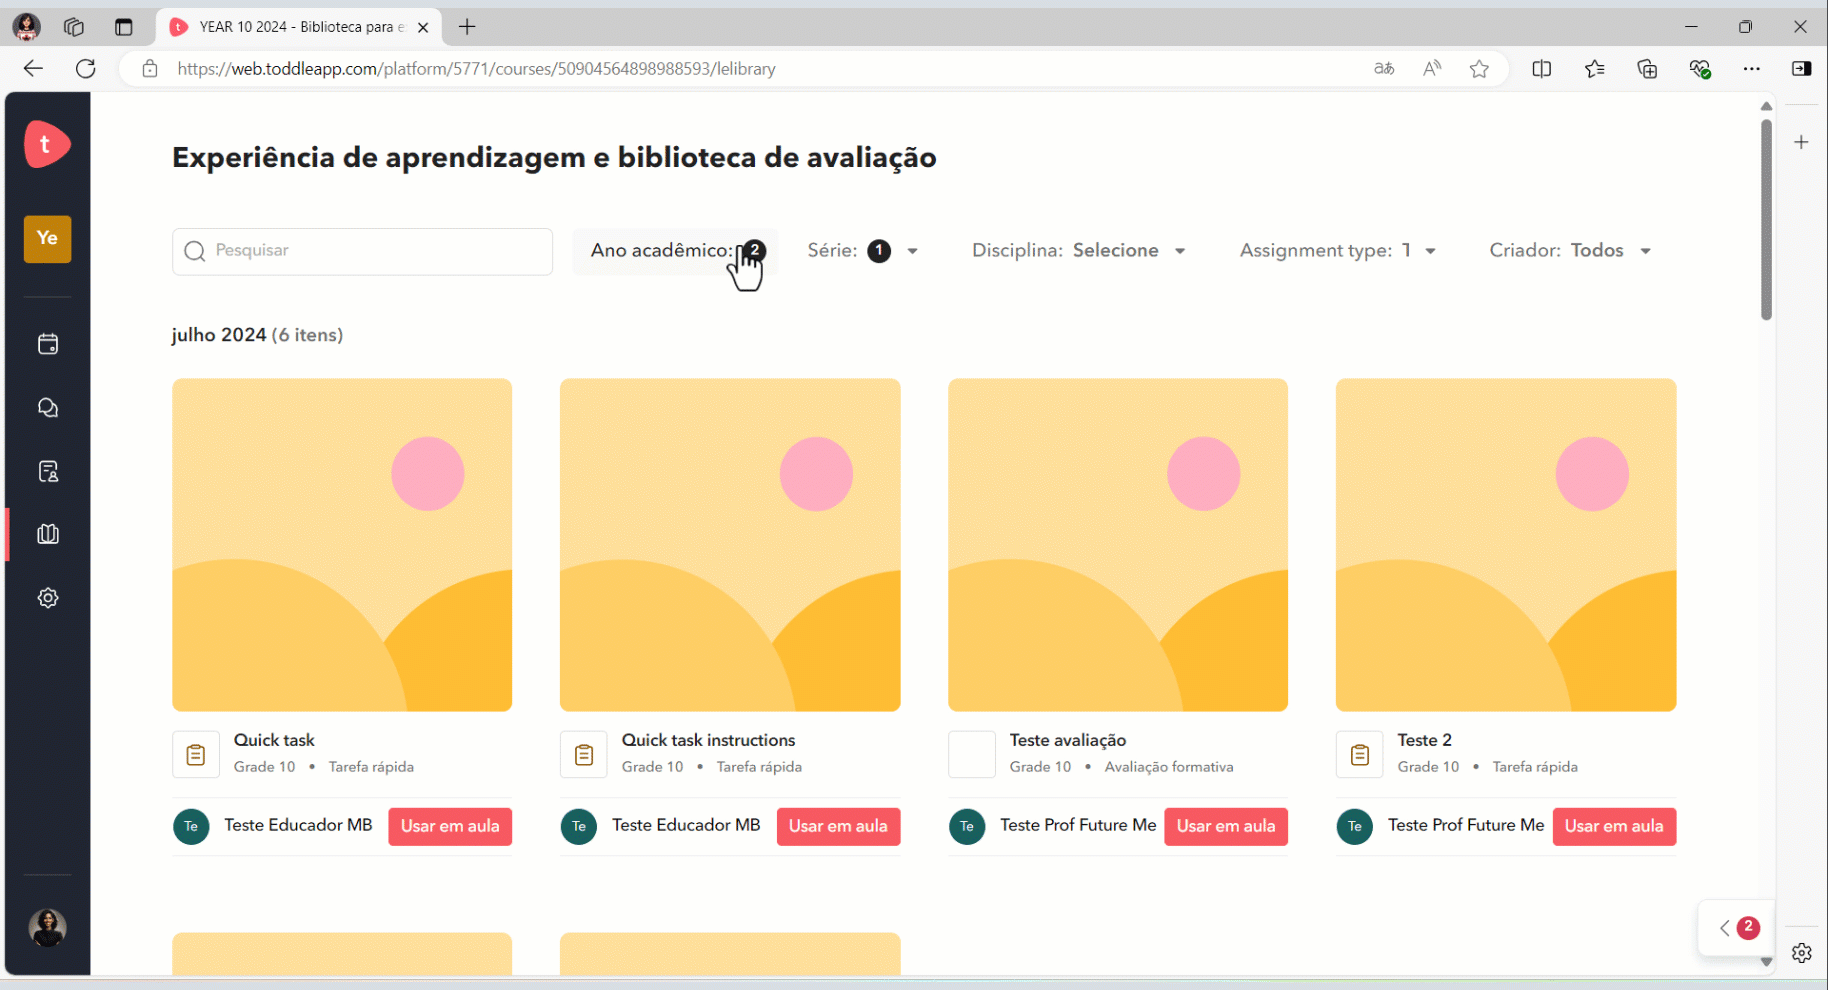 YEAR 10 2024 - Biblioteca para e
https://web.toddleapp.com/platform/5771/courses/50904564898988593/lelibrary
t
Ye
Experiência de aprendizagem e biblioteca de avaliação
Pesquisar
Ano acadêmico: 2
Série: 1
Disciplina: Selecione
Assignment type: 1
Criador: Todos
julho 2024 (6 itens)
Quick task
Grade 10 • Tarefa rápida
Te Teste Educador MB Usar em aula
Quick task instructions
Grade 10 • Tarefa rápida
Te Teste Educador MB Usar em aula
Teste avaliação
Grade 10 • Avaliação formativa
Te Teste Prof Future Me Usar em aula
Teste 2
Grade 10 • Tarefa rápida
Te Teste Prof Future Me Usar em aula
2